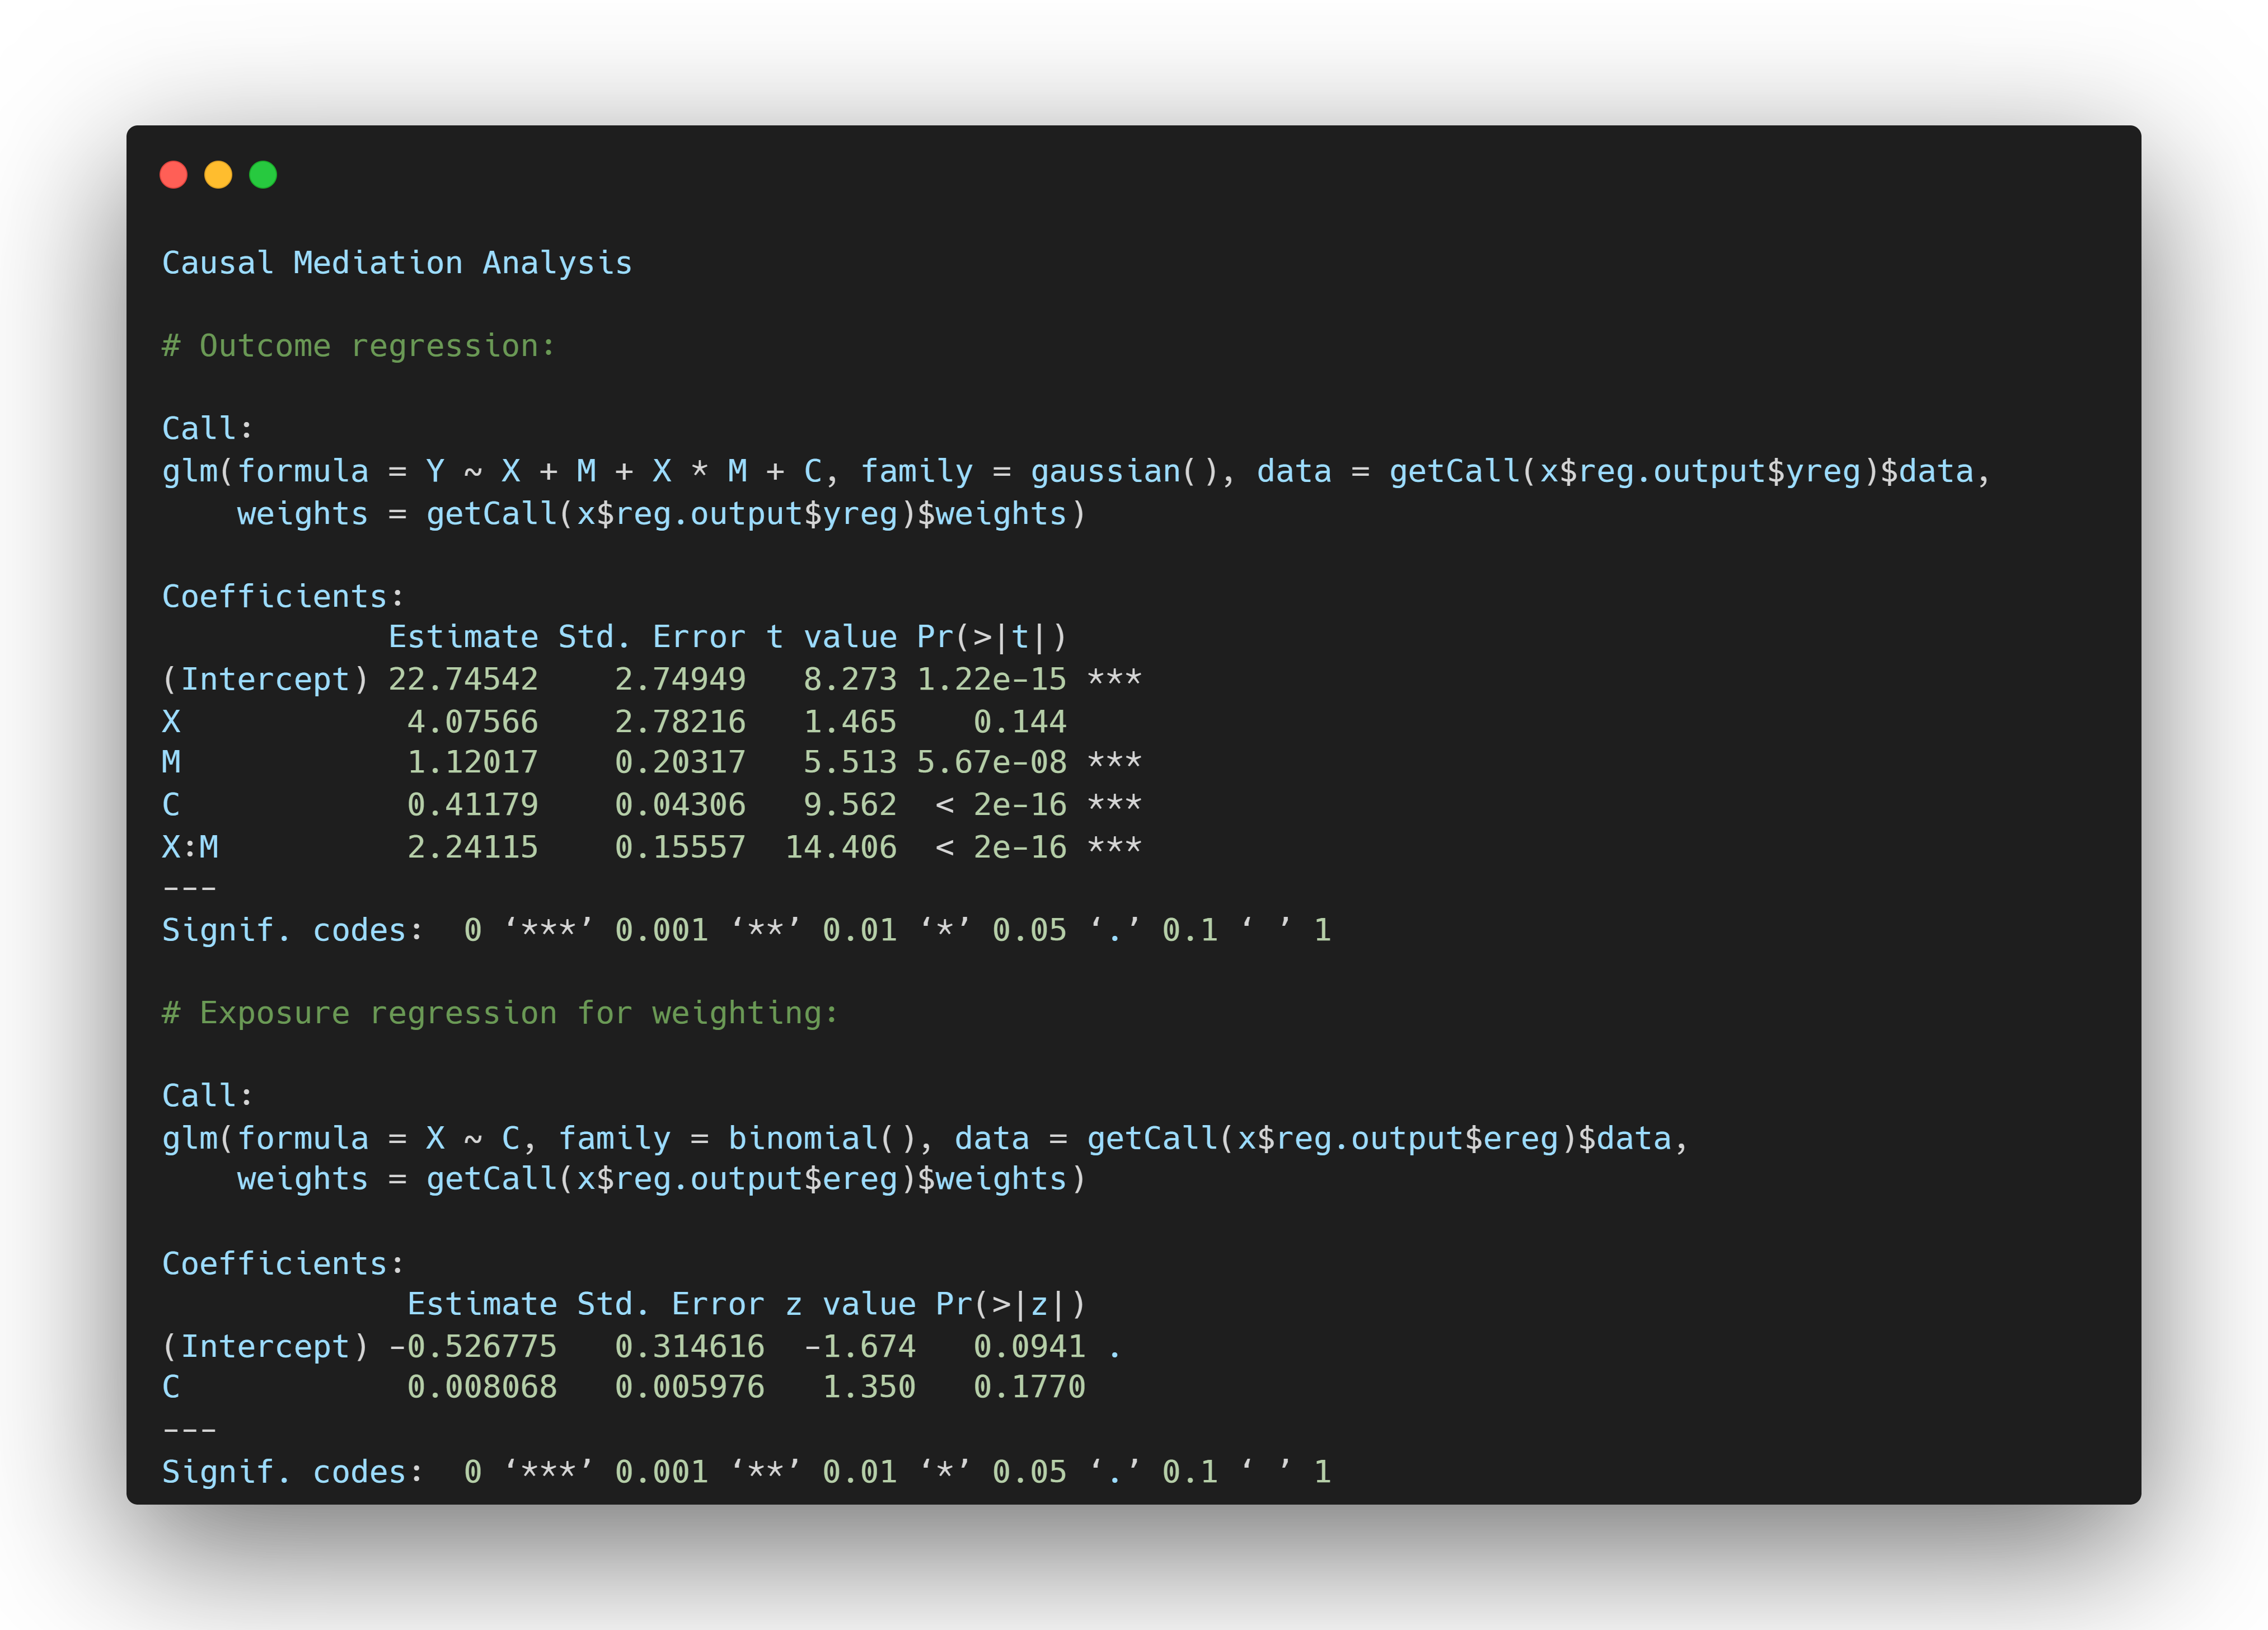 Causal Mediation Analysis
# Outcome regression:
Call:
glm(formula = Y ~ X + M + X * M + C, family = gaussian(), data = getCall(x$reg.output$yreg)$data,
    weights = getCall(x$reg.output$yreg)$weights)
Coefficients:
            Estimate Std. Error t value Pr(>|t|)
(Intercept) 22.74542    2.74949   8.273 1.22e-15 ***
X            4.07566    2.78216   1.465    0.144
M            1.12017    0.20317   5.513 5.67e-08 ***
C            0.41179    0.04306   9.562  < 2e-16 ***
X:M          2.24115    0.15557  14.406  < 2e-16 ***
---
Signif. codes:  0 ‘***’ 0.001 ‘**’ 0.01 ‘*’ 0.05 ‘.’ 0.1 ‘ ’ 1
# Exposure regression for weighting:
Call:
glm(formula = X ~ C, family = binomial(), data = getCall(x$reg.output$ereg)$data,
    weights = getCall(x$reg.output$ereg)$weights)
Coefficients:
             Estimate Std. Error z value Pr(>|z|)
(Intercept) -0.526775   0.314616  -1.674   0.0941 .
C            0.008068   0.005976   1.350   0.1770
---
Signif. codes:  0 ‘***’ 0.001 ‘**’ 0.01 ‘*’ 0.05 ‘.’ 0.1 ‘ ’ 1